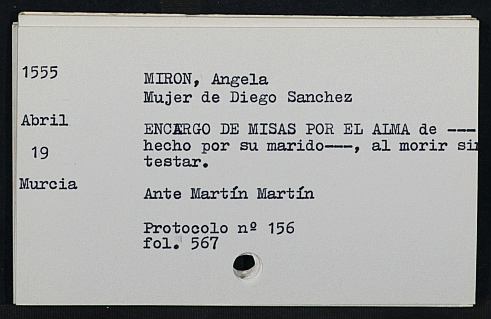 1555
MIRON, Angela
Mujer de Diego Sanchez
Abril
ENCARGO DE MISAS POR EL ALMA de ---
19
hecho por su marido---, al morir sin
testar.
Murcia
Ante Martín Martín
Protocolo nº 156
fol. 567